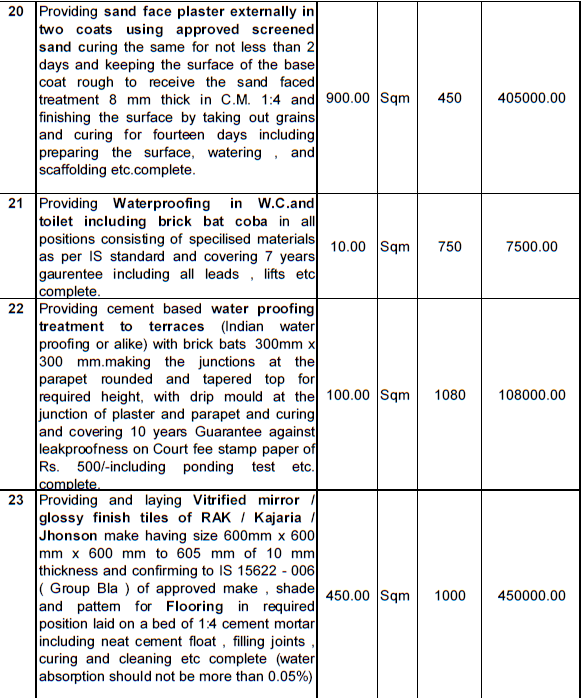 20 Providing sand face plaster externally in
two coats using approved screened
sand curing the same for not less than 2
days and keeping the surface of the base
coat rough to receive the sand faced
treatment 8 mm thick in C.M. 1:4 and 900.00 Sqm 450 405000.00
finishing the surface by taking out grains
and curing for fourteen days including
preparing the surface, watering , and
scaffolding etc.complete.
21 Providing Waterproofing in W.C.and
toilet including brick bat coba in all
positions consisting of specilised materials 10.00 Sqm 750 7500.00
as per IS standard and covering 7 years
gaurentee including all leads , lifts etc
complete.
22 Providing cement based water proofing
treatment to terraces (Indian water
proofing or alike) with brick bats 300mm x
300 mm.making the junctions at the
parapet rounded and tapered top for
required height, with drip mould at the 100.00 Sqm 1080 108000.00
junction of plaster and parapet and curing
and covering 10 years Guarantee against
leakproofness on Court fee stamp paper of
Rs. 500/-including ponding test etc.
complete.
23 Providing and laying Vitrified mirror /
glossy finish tiles of RAK / Kajaria /
Jhonson make having size 600mm x 600
mm x 600 mm to 605 mm of 10 mm
thickness and confirming to IS 15622 - 006
( Group Bla ) of approved make , shade 450.00 Sqm 1000 450000.00
and pattern for Flooring in required
position laid on a bed of 1:4 cement mortar
including neat cement float , filling joints ,
curing and cleaning etc complete (water
absorption should not be more than 0.05%)